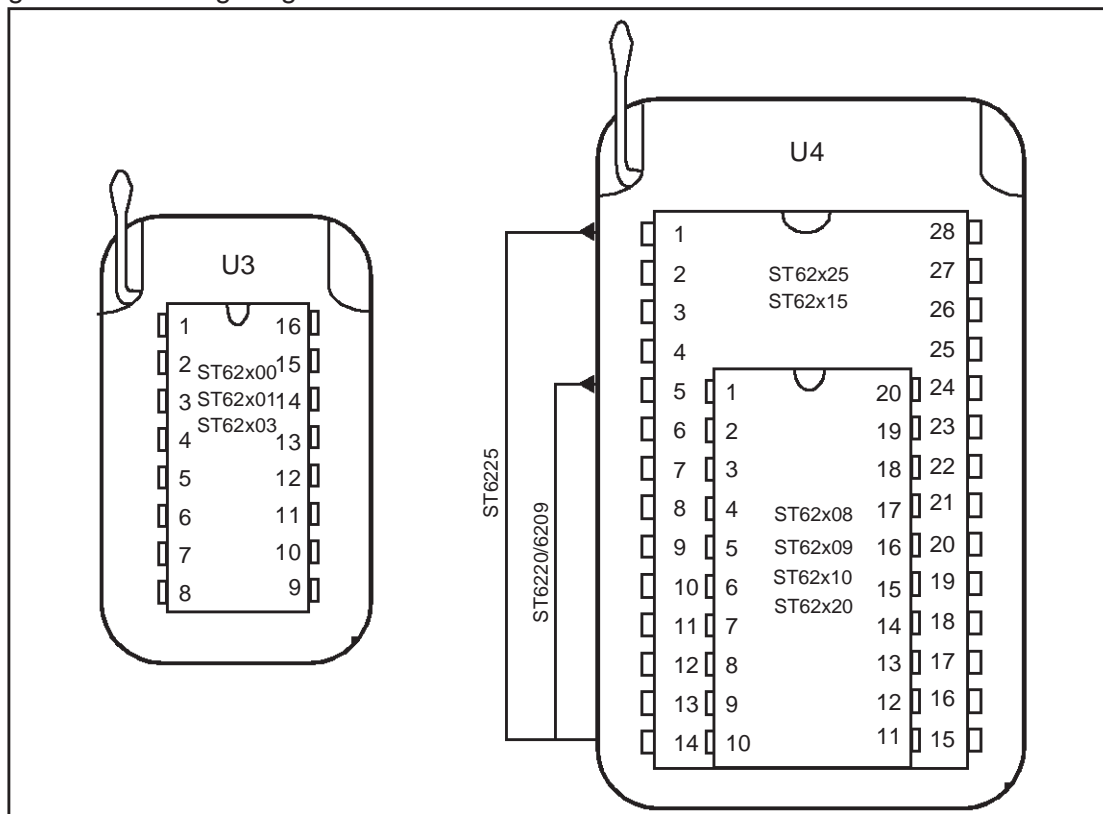 U3
1 16
2 ST62x00 15
3 ST62x01 14
ST62x03
4 13
5 12
6 11
7 10
8 9
U4
1 28
2 ST62x25 27
ST62x15
3 26
4 25
5 1 20 24
6 2 19 23
7 3 18 22
8 4 ST62x08 17 21
9 5 ST62x09 16 20
ST62x10
10 6 15 19
ST62x20
11 7 14 18
12 8 13 17
13 9 12 16
14 10 11 15
ST6225
ST6220/6209